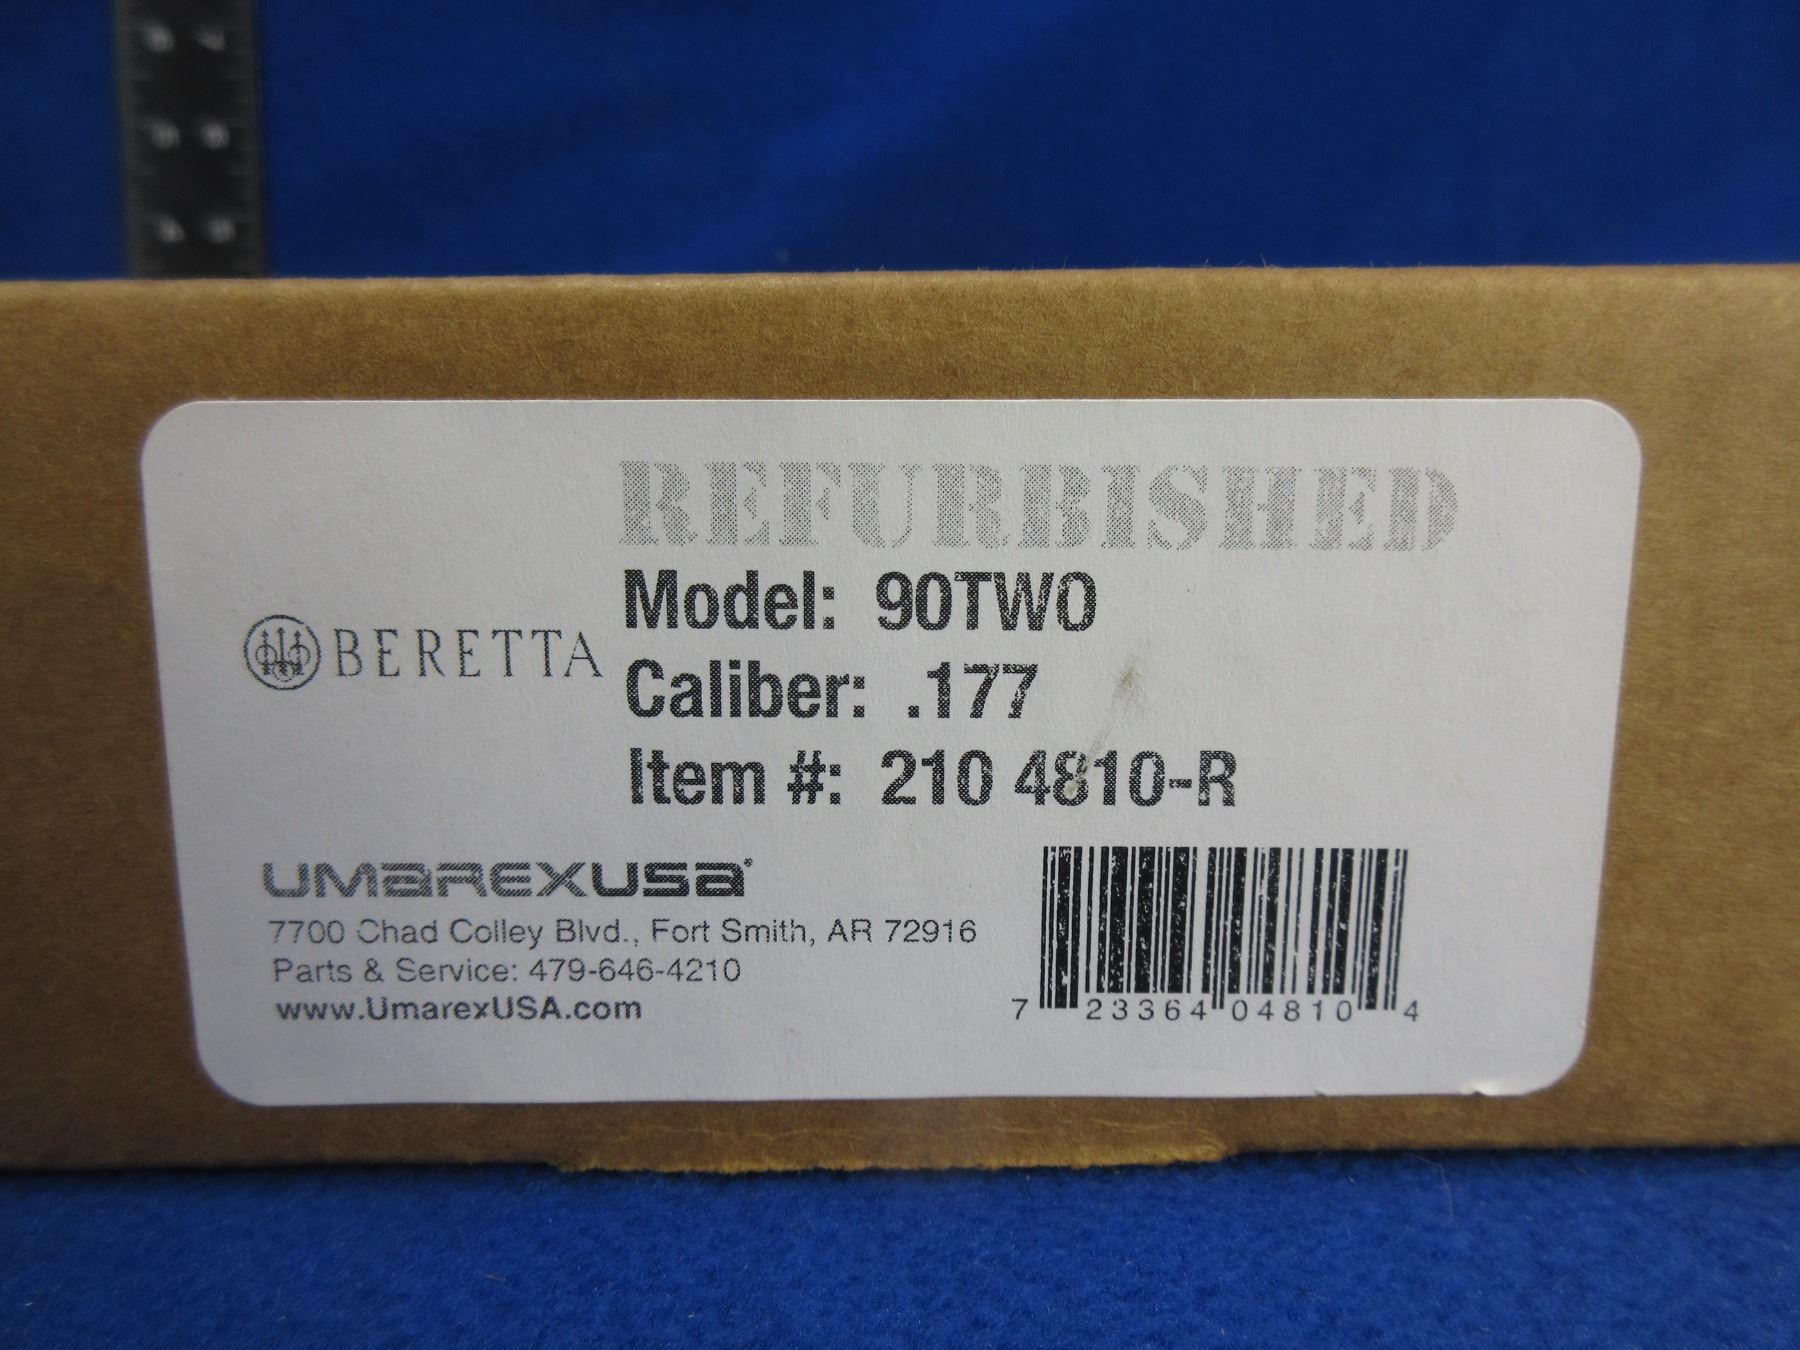 REFURBISHED
Model: 90TWO
BERETTA
Caliber: .177
Item #: 210 4810-R
UMAREXUSA
7700 Chad Colley Blvd., Fort Smith, AR 72916
Parts & Service: 479-646-4210
www.UmarexUSA.com
7 23364 04810 4